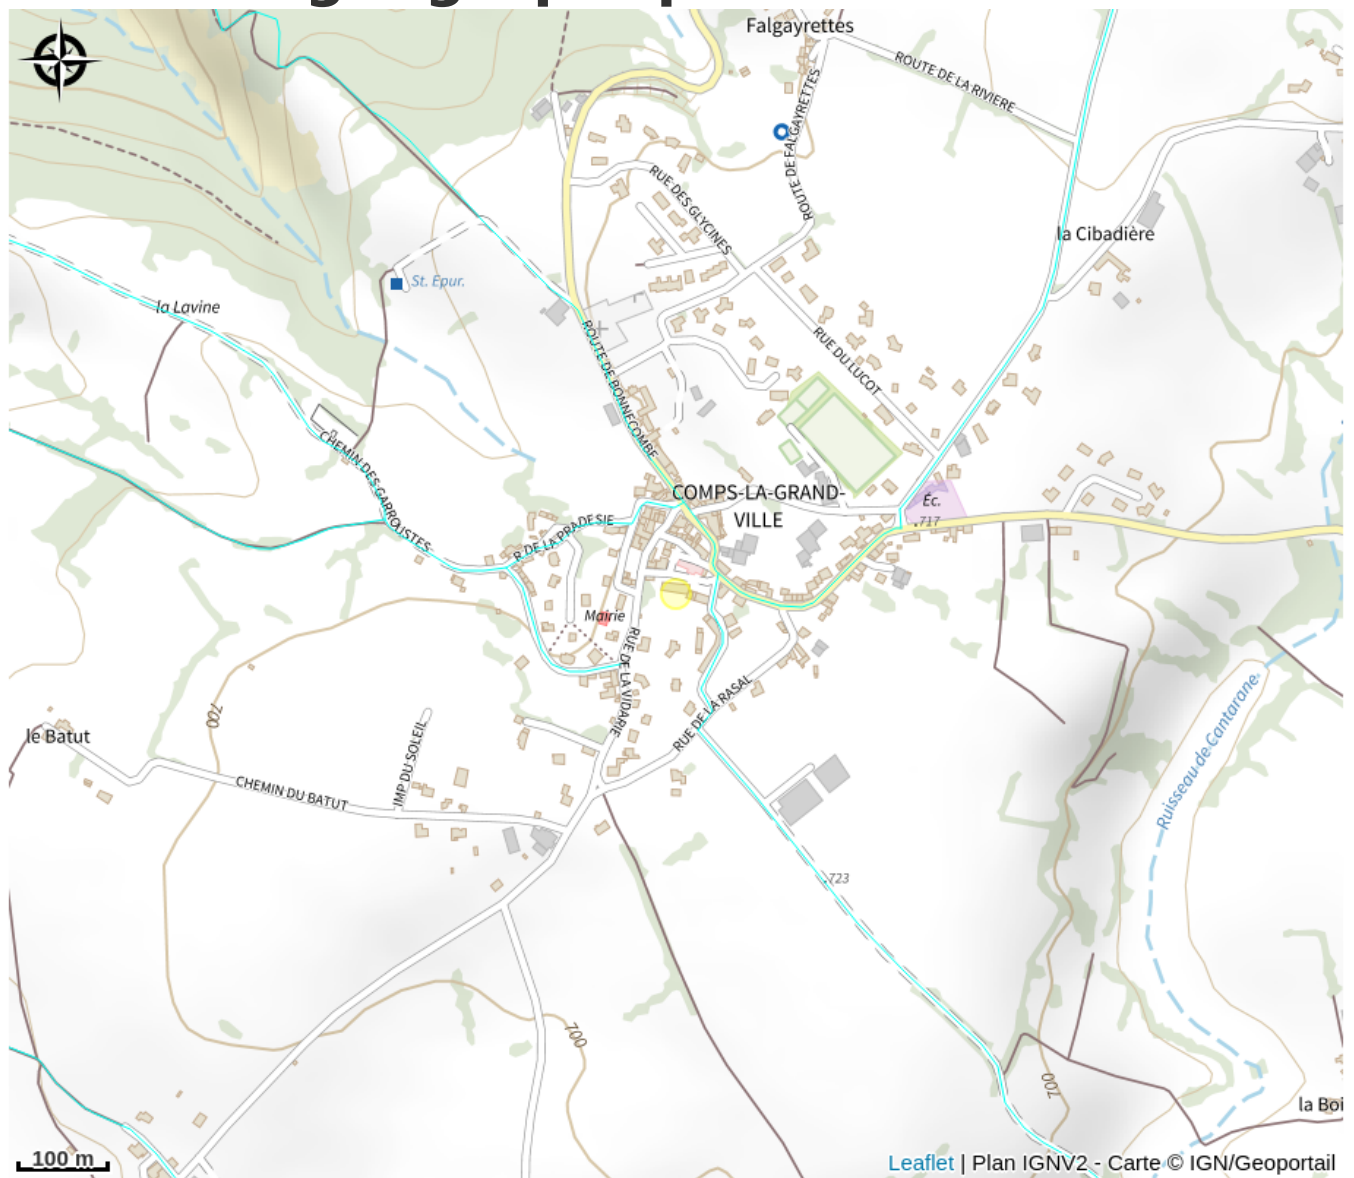 Falgayrettes
ROUTE DE LA RIVIERE
ROUTE DE FALGAYRETTES
RUE DES GLYCINES
la Cibadière
St. Epur.
la Lavine
ROUTE DE BONNECOMBE
RUE DU LUCOT
CHEMIN DES GARROUSTES
COMPS-LA-GRAND-
VILLE
Éc.
.717
R DE LA PRADESIE
Mairie
RUE DE LA VIDARIE
RUE DE LA RASAL
Ruisseau de Cantarane
700
le Batut
IMP DU SOLEIL
CHEMIN DU BATUT
.723
700
700
la Boi
100 m
Leaflet | Plan IGNV2 - Carte © IGN/Geoportail